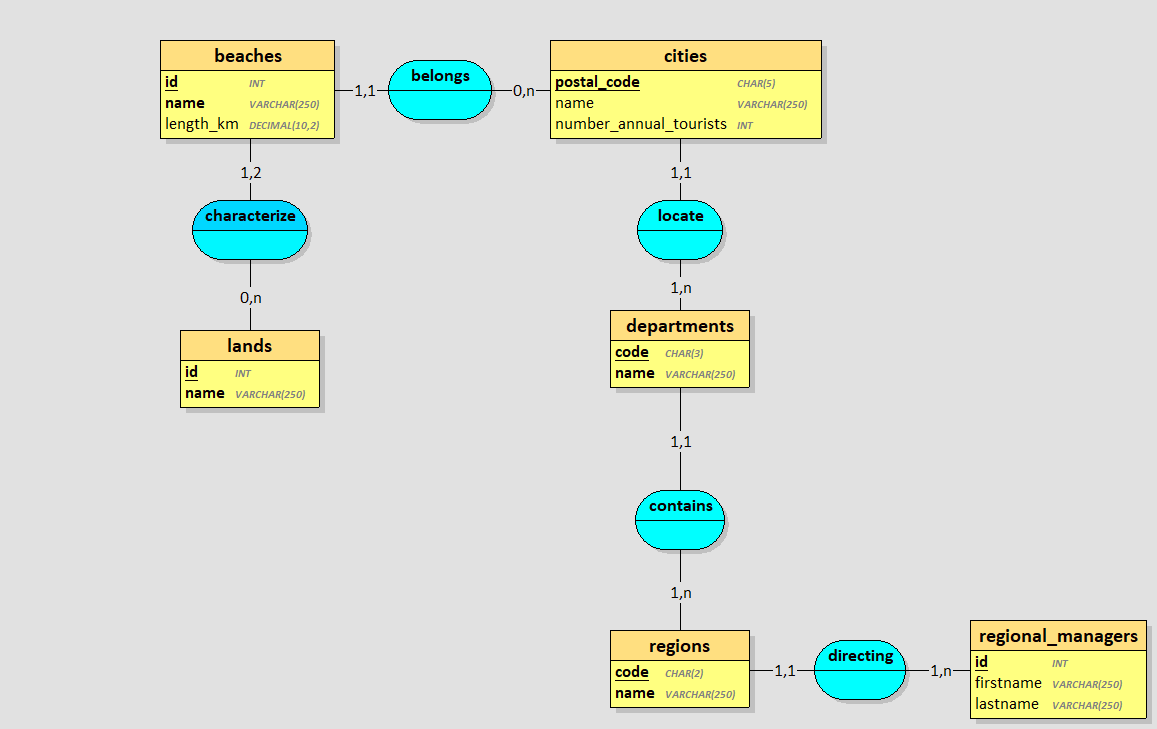 beaches
id INT
name VARCHAR(250)
length_km DECIMAL(10,2)
1,1
belongs
0,n
cities
postal_code CHAR(5)
name VARCHAR(250)
number_annual_tourists INT
1,2
characterize
0,n
lands
id INT
name VARCHAR(250)
1,1
locate
1,n
departments
code CHAR(3)
name VARCHAR(250)
1,1
contains
1,n
regions
code CHAR(2)
name VARCHAR(250)
1,1
directing
1,n
regional_managers
id INT
firstname VARCHAR(250)
lastname VARCHAR(250)